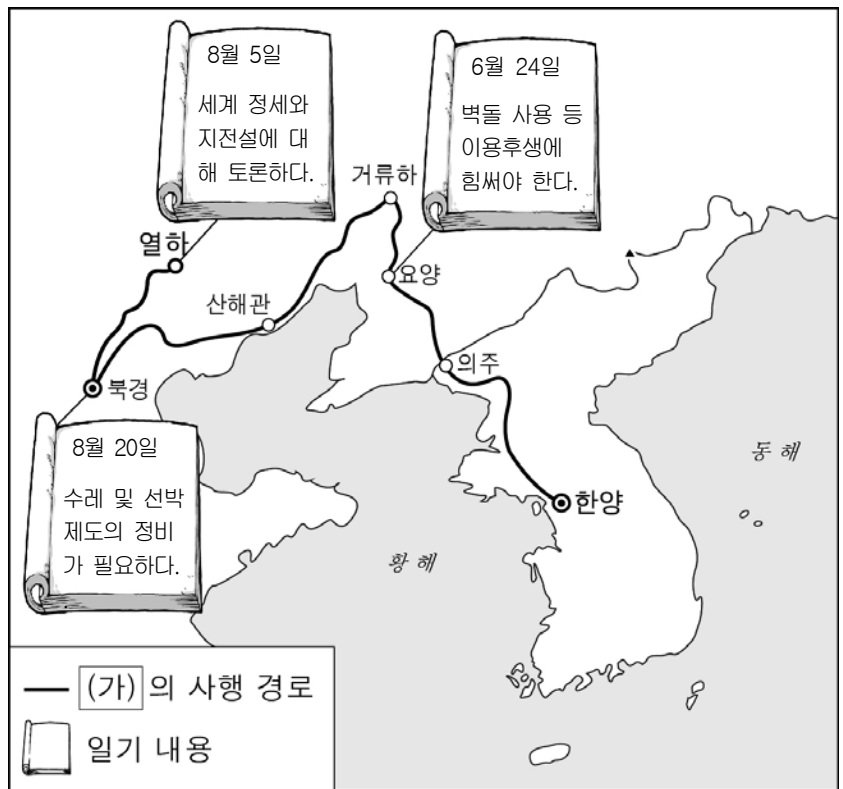 8월 5일
세계 정세와
지전설에 대
해 토론하다.
6월 24일
벽돌 사용 등
이용후생에
힘써야 한다.
거류하
열하
요양
산해관
의주
북경
8월 20일
수레 및 선박
제도의 정비
가 필요하다.
한양
동해
황해
(가)의 사행 경로
일기 내용